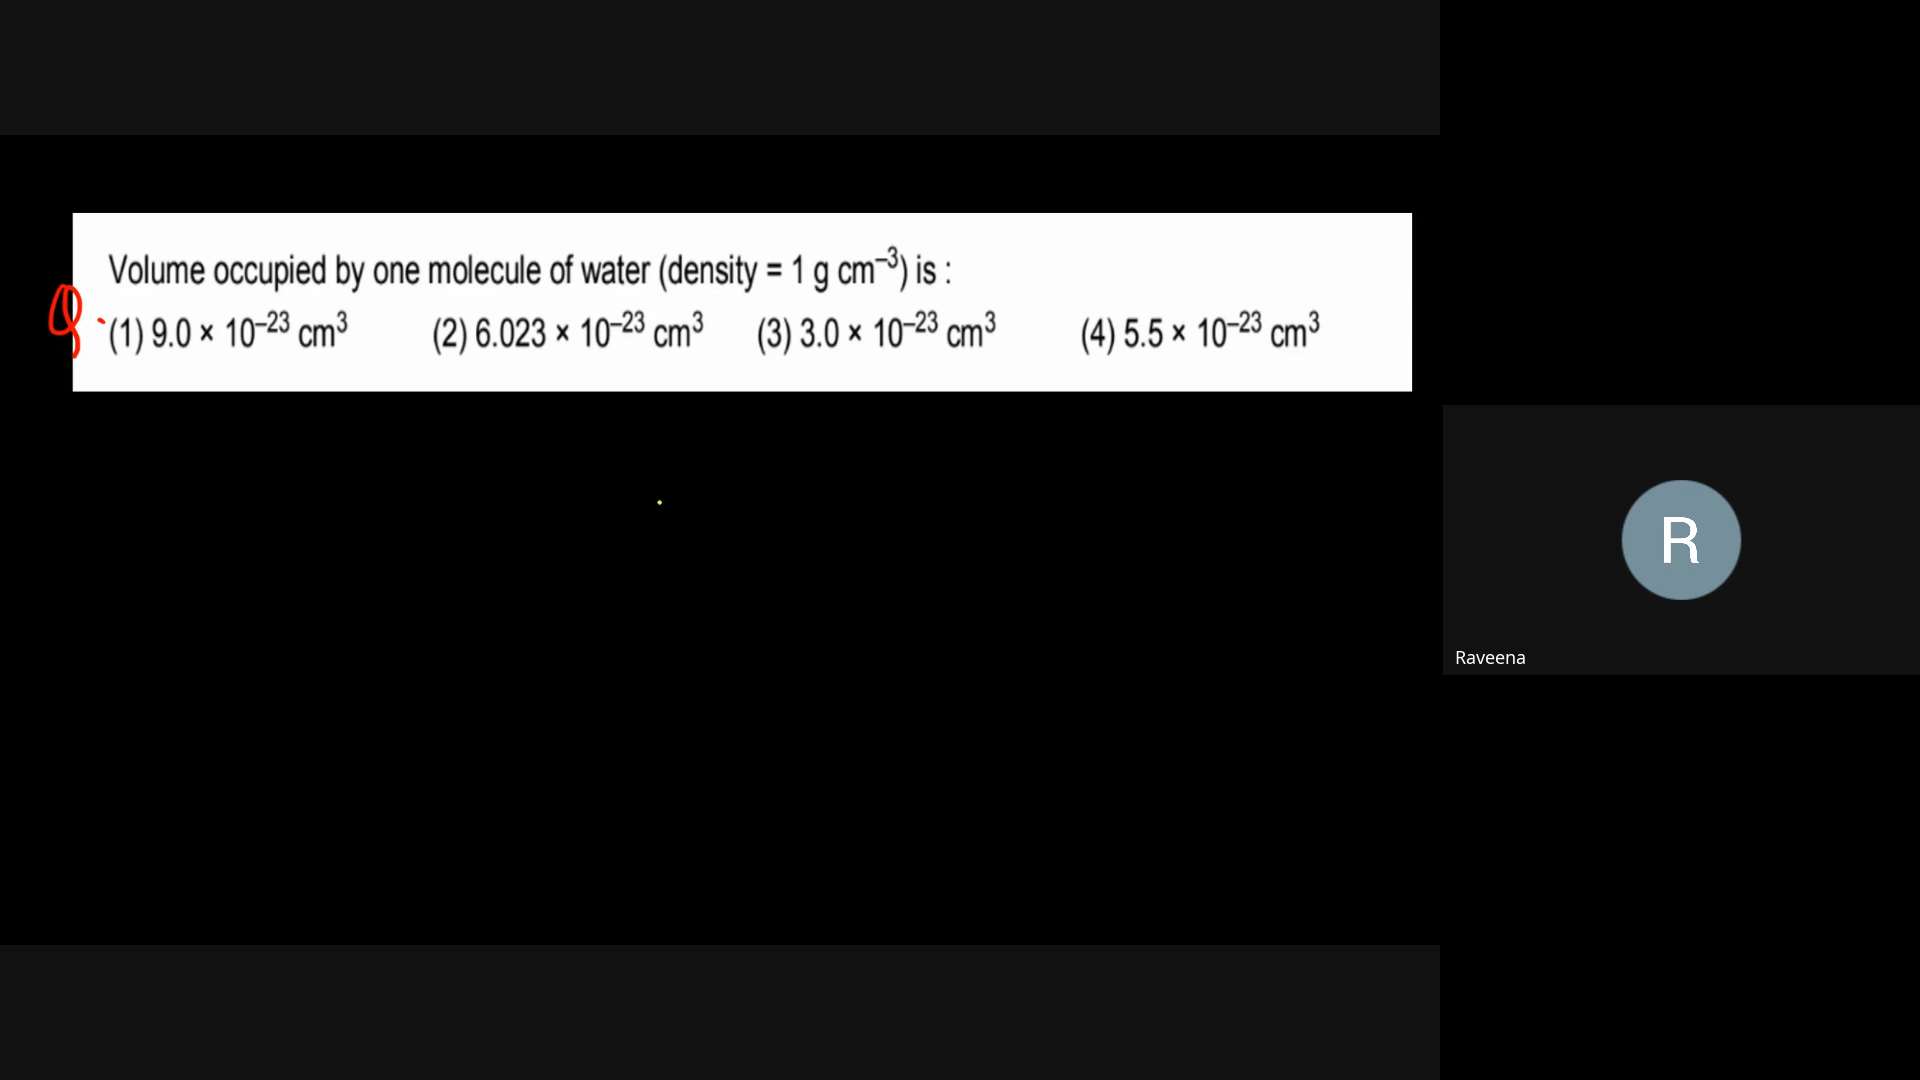 Volume occupied by one molecule of water (density = 1 g cm⁻³) is :
Q (1) 9.0 × 10⁻²³ cm³ (2) 6.023 × 10⁻²³ cm³ (3) 3.0 × 10⁻²³ cm³ (4) 5.5 × 10⁻²³ cm³
R
Raveena